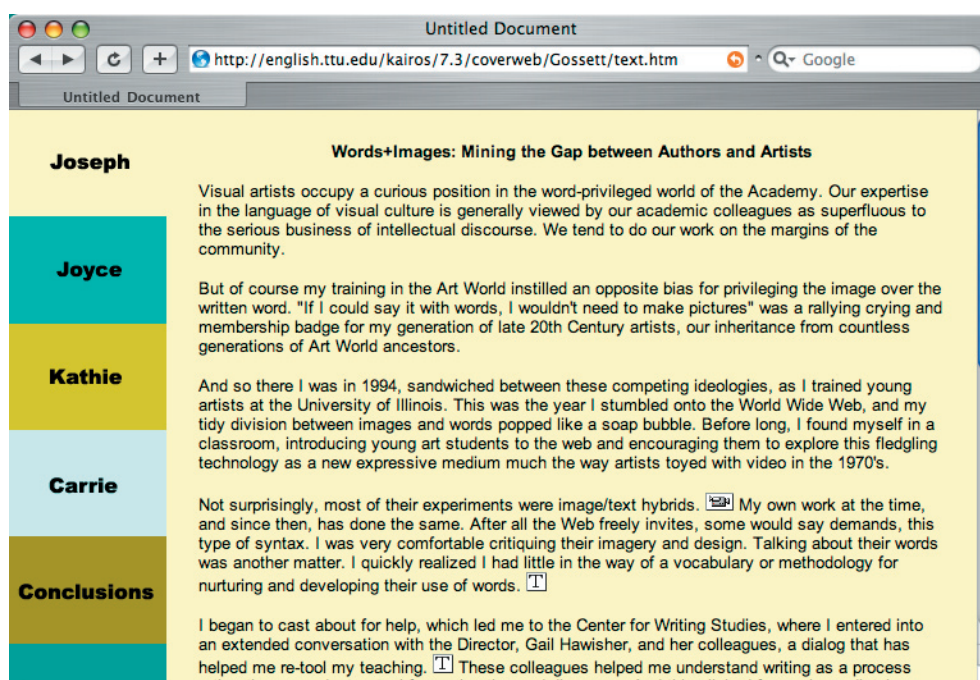 Untitled Document
http://english.ttu.edu/kairos/7.3/coverweb/Gossett/text.htm
Google
Untitled Document
Joseph
Joyce
Kathie
Carrie
Conclusions
Words+Images: Mining the Gap between Authors and Artists
Visual artists occupy a curious position in the word-privileged world of the Academy. Our expertise
in the language of visual culture is generally viewed by our academic colleagues as superfluous to
the serious business of intellectual discourse. We tend to do our work on the margins of the
community.
But of course my training in the Art World instilled an opposite bias for privileging the image over the
written word. "If I could say it with words, I wouldn't need to make pictures" was a rallying crying and
membership badge for my generation of late 20th Century artists, our inheritance from countless
generations of Art World ancestors.
And so there I was in 1994, sandwiched between these competing ideologies, as I trained young
artists at the University of Illinois. This was the year I stumbled onto the World Wide Web, and my
tidy division between images and words popped like a soap bubble. Before long, I found myself in a
classroom, introducing young art students to the web and encouraging them to explore this fledgling
technology as a new expressive medium much the way artists toyed with video in the 1970's.
Not surprisingly, most of their experiments were image/text hybrids. My own work at the time,
and since then, has done the same. After all the Web freely invites, some would say demands, this
type of syntax. I was very comfortable critiquing their imagery and design. Talking about their words
was another matter. I quickly realized I had little in the way of a vocabulary or methodology for
nurturing and developing their use of words. T
I began to cast about for help, which led me to the Center for Writing Studies, where I entered into
an extended conversation with the Director, Gail Hawisher, and her colleagues, a dialog that has
helped me re-tool my teaching. T These colleagues helped me understand writing as a process